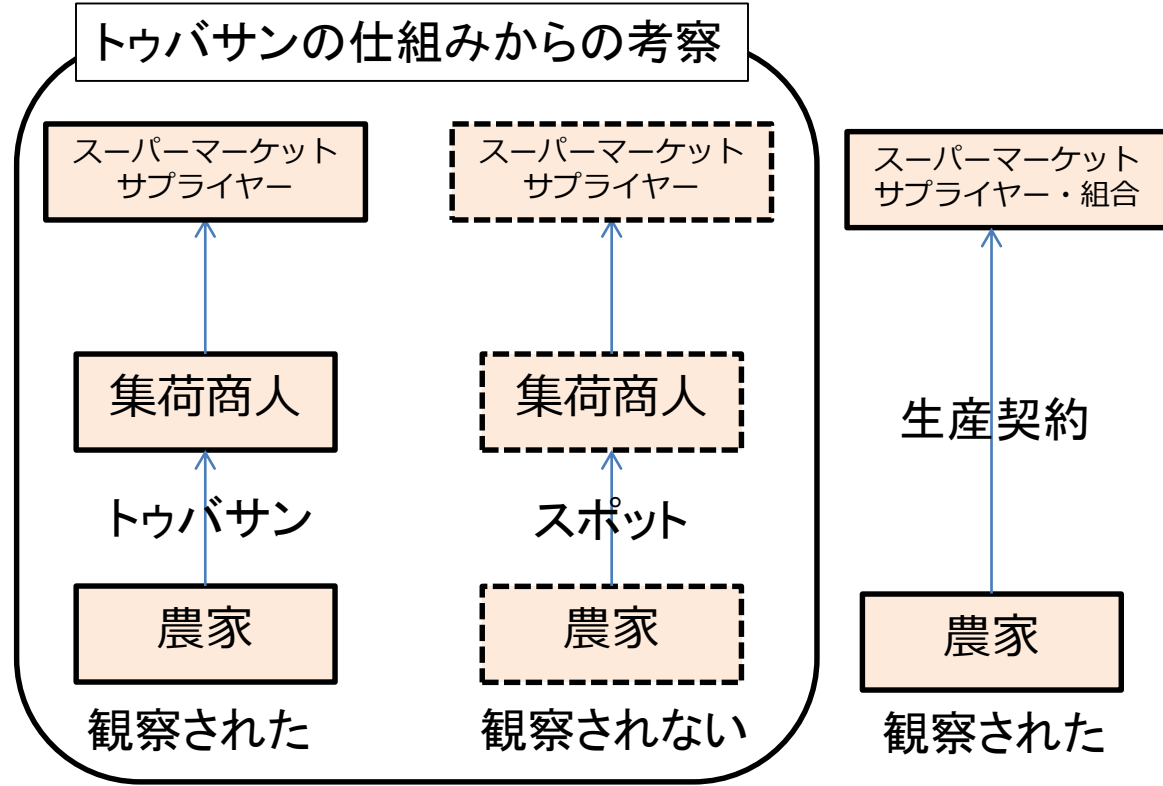 トゥバサンの仕組みからの考察
スーパーマーケット
サプライヤー
集荷商人
トゥバサン
農家
観察された
スーパーマーケット
サプライヤー
集荷商人
スポット
農家
観察されない
スーパーマーケット
サプライヤー・組合
生産契約
農家
観察された